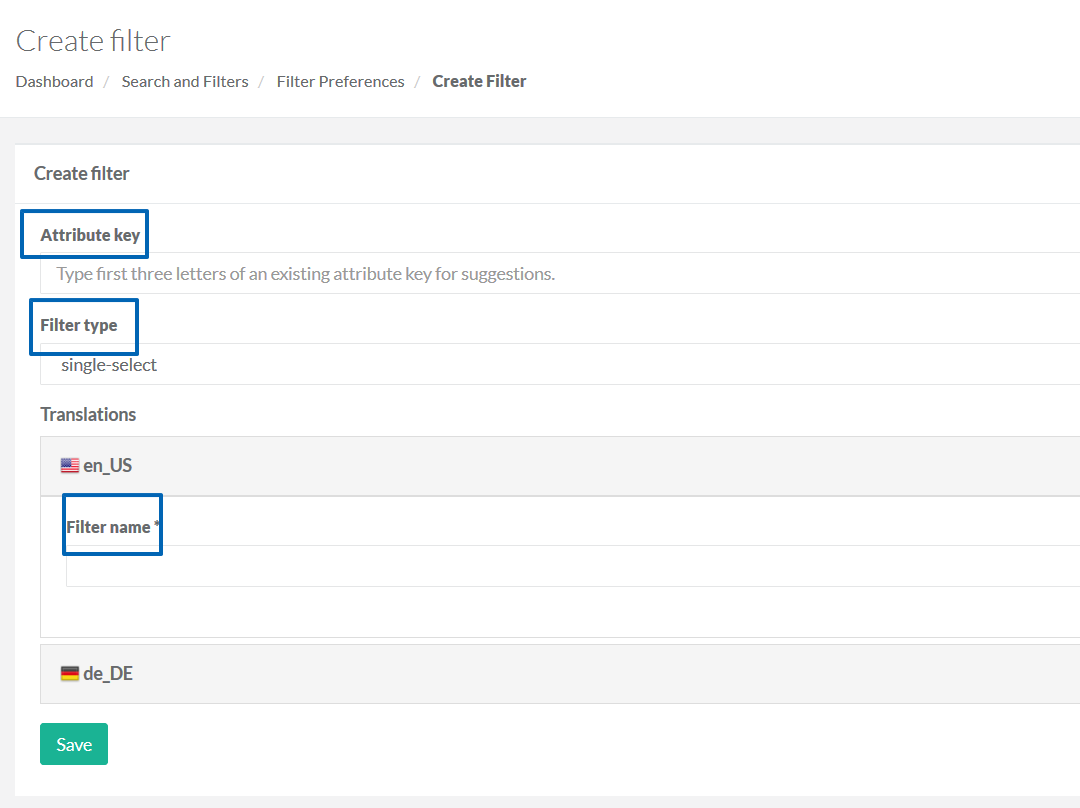 Create filter
Dashboard / Search and Filters / Filter Preferences / Create Filter
Create filter
Attribute key
Type first three letters of an existing attribute key for suggestions.
Filter type
single-select
Translations
en_US
Filter name *
de_DE
Save